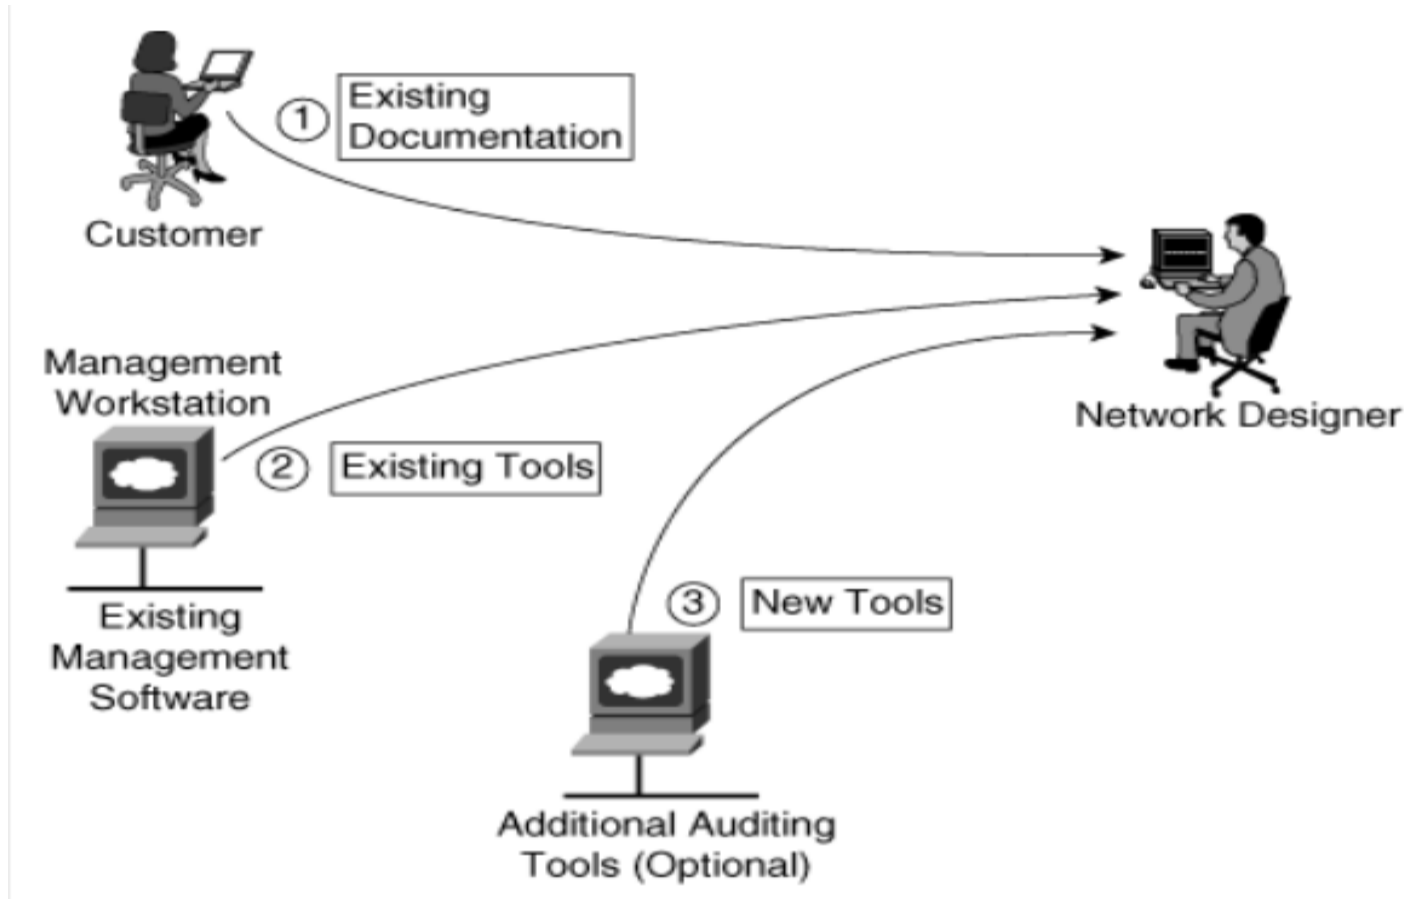 1
Existing
Documentation
Customer
Network Designer
Management
Workstation
2
Existing Tools
Existing
Management
Software
3
New Tools
Additional Auditing
Tools (Optional)